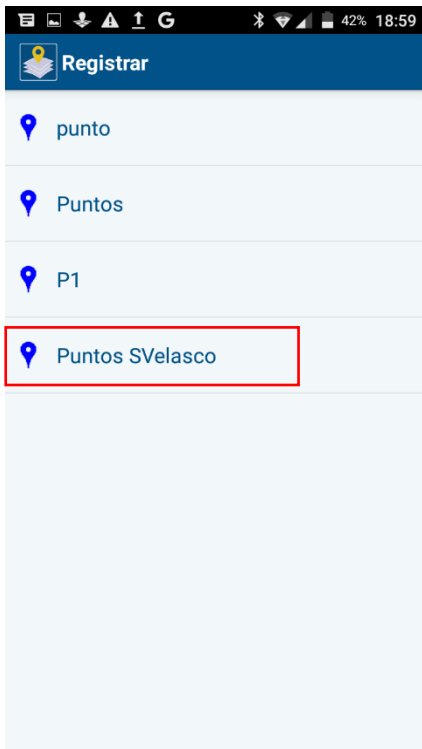 G 42% 18:59
Registrar
punto
Puntos
P1
Puntos SVelasco